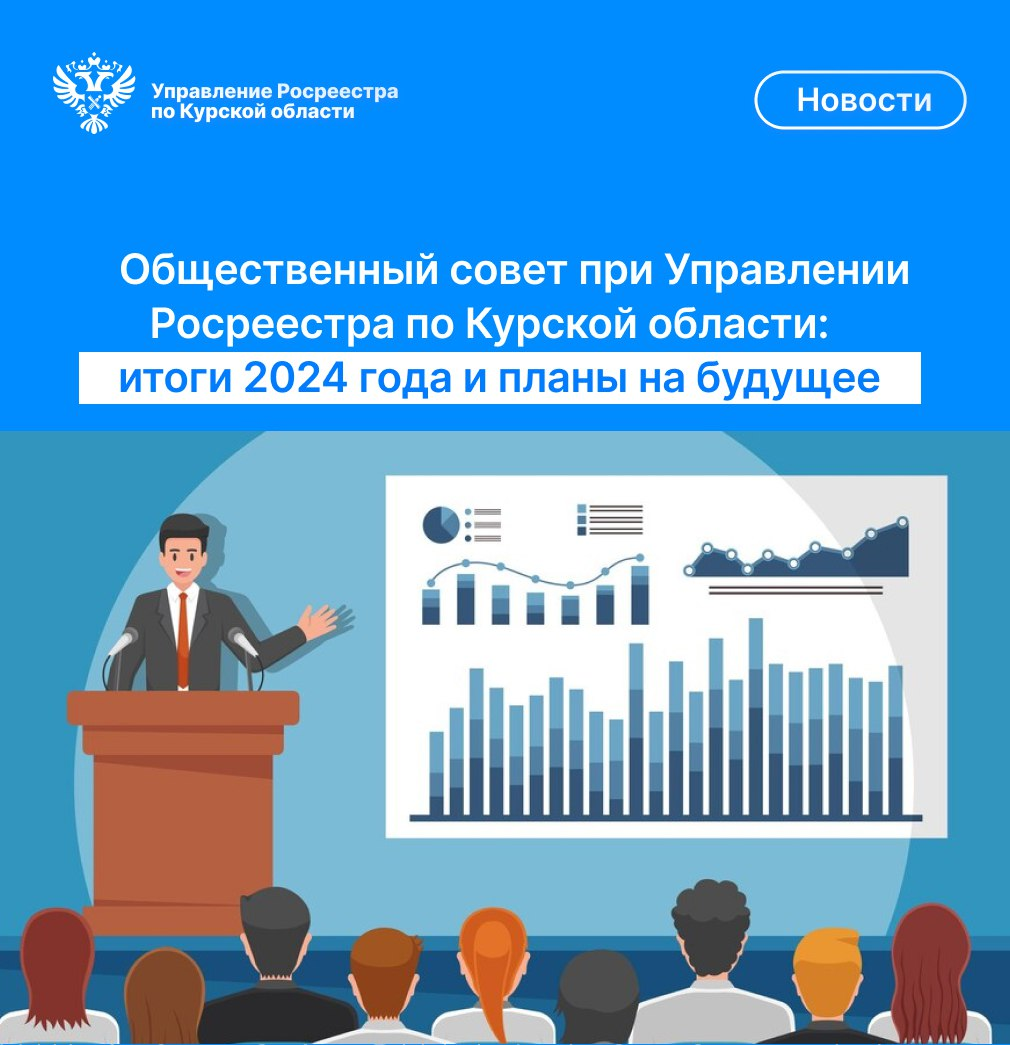 Управление Росреестра
по Курской области
Новости
Общественный совет при Управлении
Росреестра по Курской области:
итоги 2024 года и планы на будущее